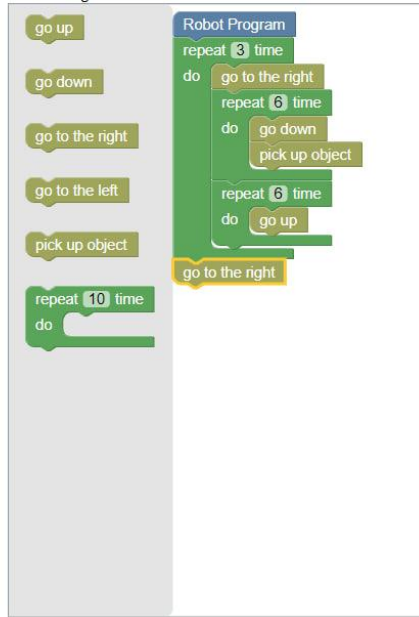 go up
go down
go to the right
go to the left
pick up object
repeat 10 time
do
Robot Program
repeat 3 time
do go to the right
repeat 6 time
do go down
pick up object
repeat 6 time
do go up
go to the right